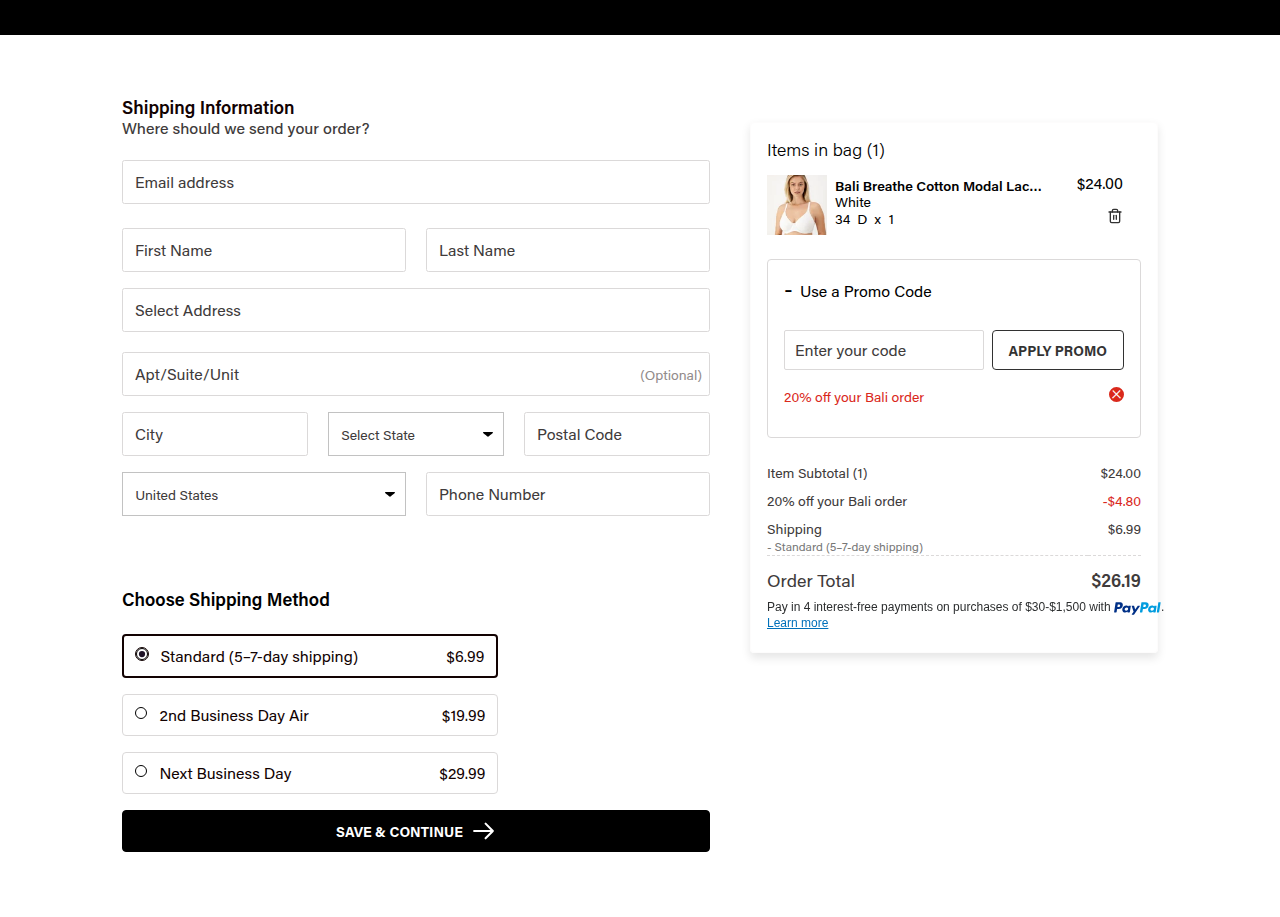 Shipping Information
Where should we send your order?
Email address
First Name
Last Name
Select Address
Apt/Suite/Unit
(Optional)
City
Select State
Postal Code
United States
Phone Number
Choose Shipping Method
Standard (5–7-day shipping)
$6.99
2nd Business Day Air
$19.99
Next Business Day
$29.99
SAVE & CONTINUE
Items in bag (1)
Bali Breathe Cotton Modal Lac...
$24.00
White
34 D x 1
- Use a Promo Code
Enter your code
APPLY PROMO
20% off your Bali order
Item Subtotal (1)
$24.00
20% off your Bali order
-$4.80
Shipping
$6.99
- Standard (5–7-day shipping)
Order Total
$26.19
Pay in 4 interest-free payments on purchases of $30-$1,500 with PayPal.
Learn more